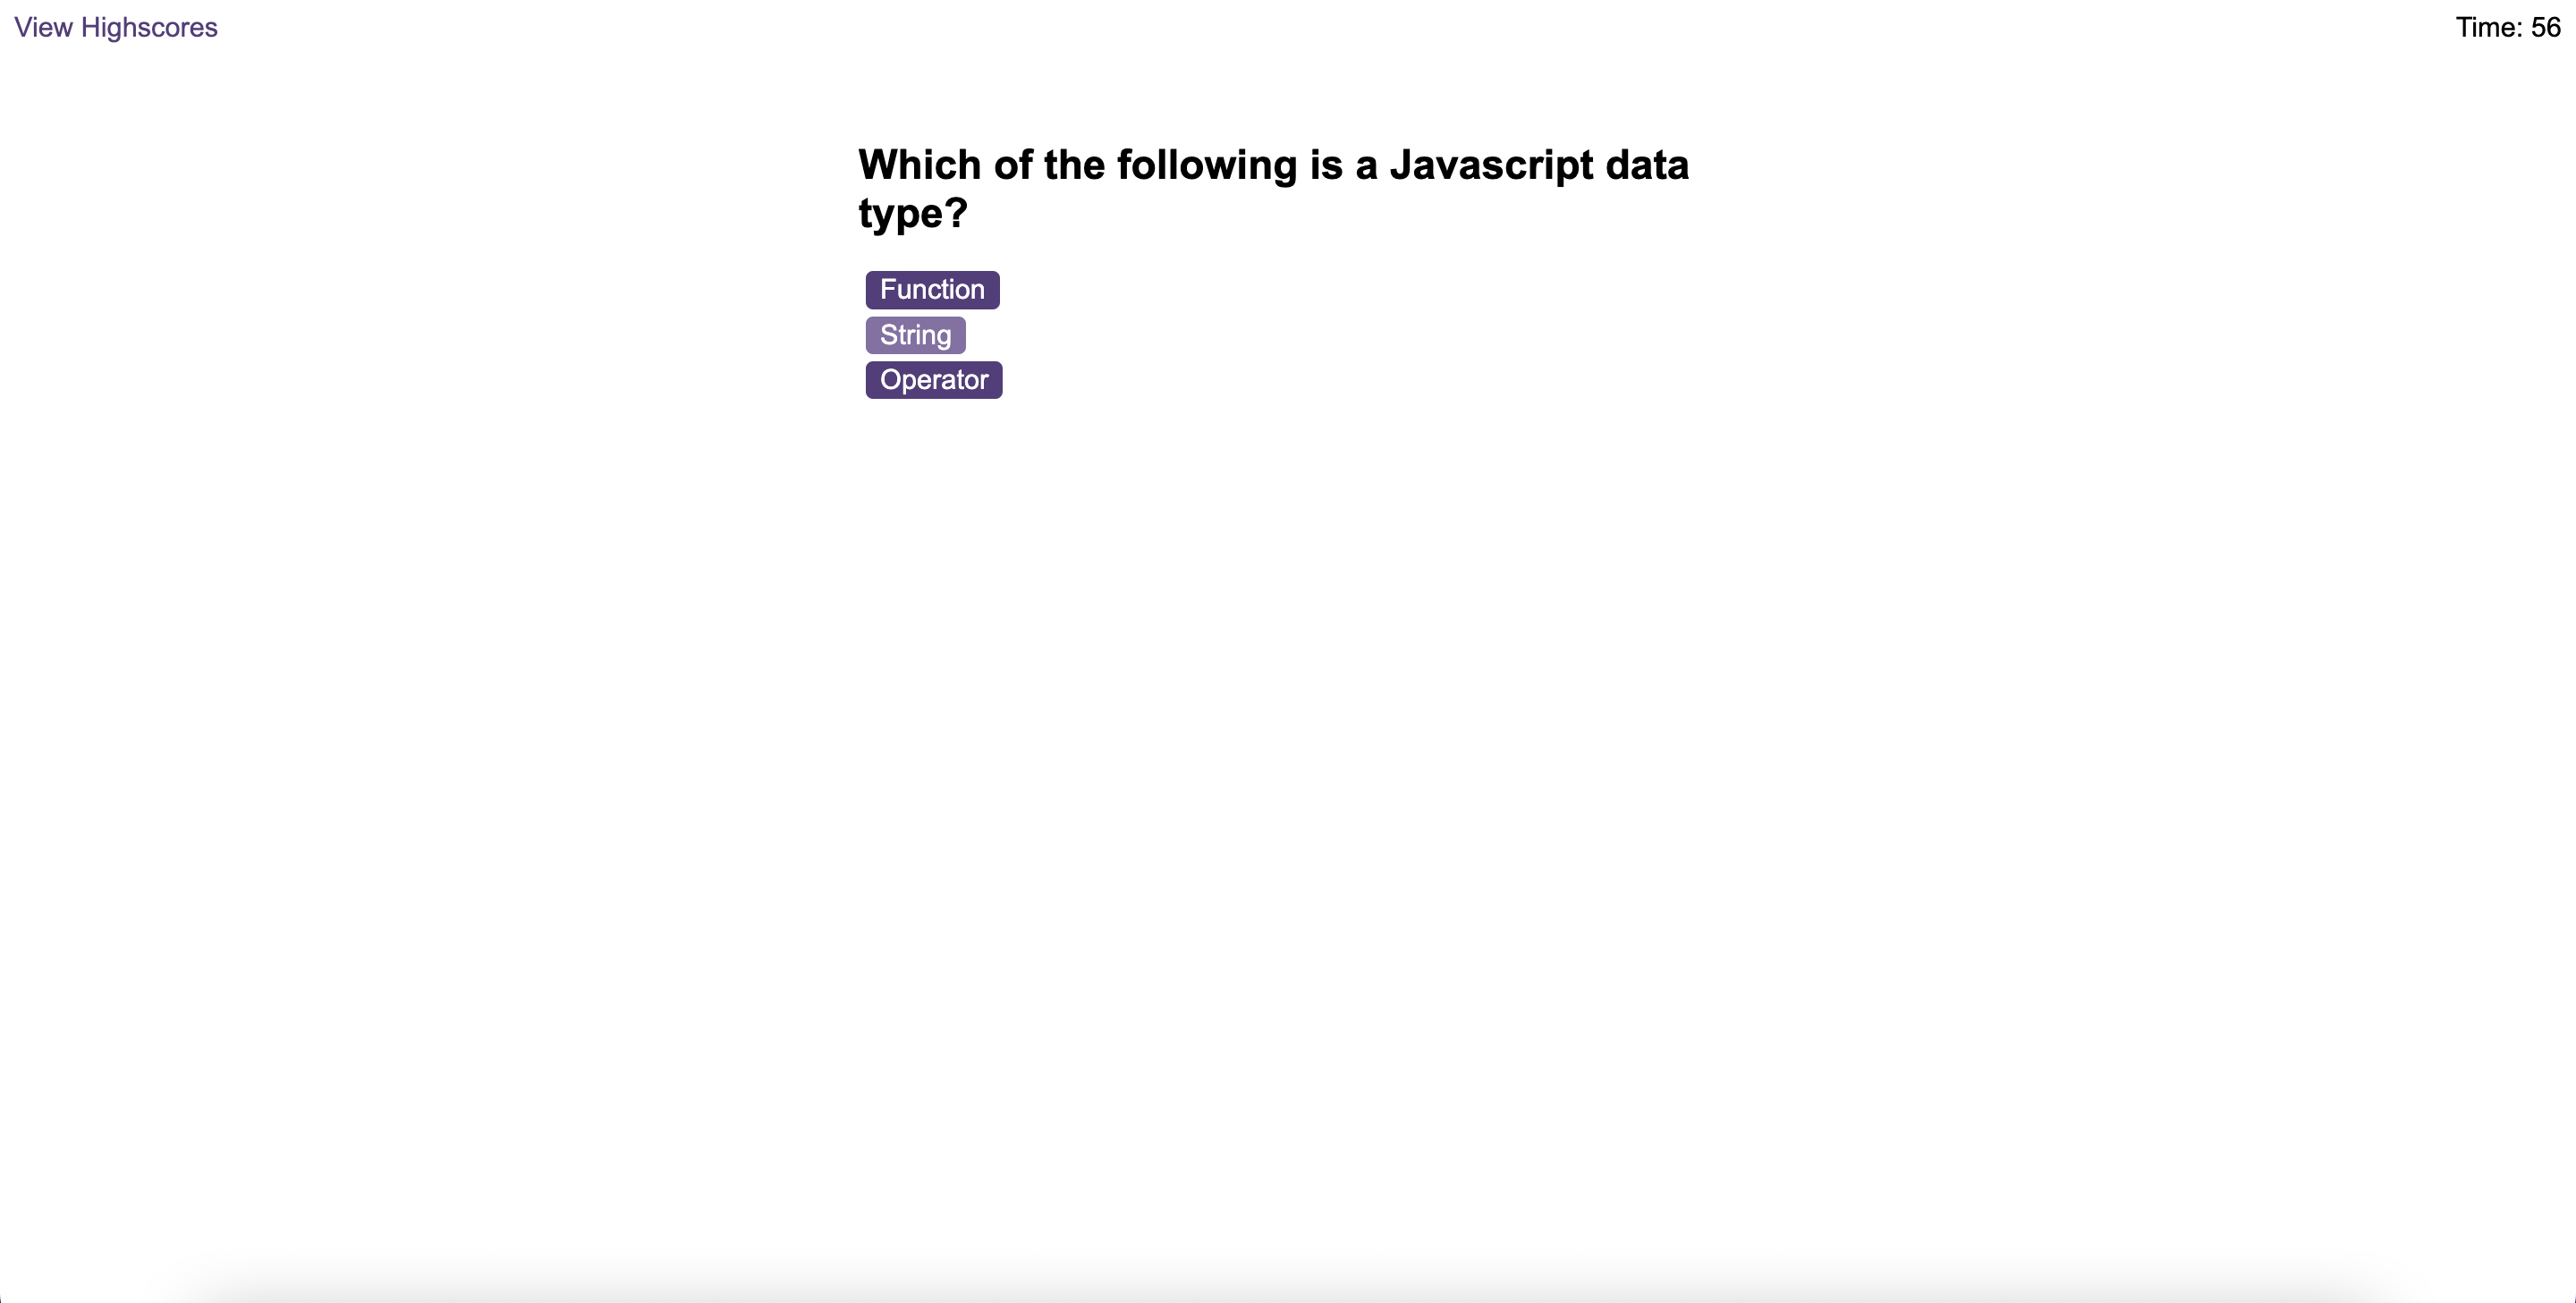 View Highscores
Time: 56
Which of the following is a Javascript data
type?
Function
String
Operator